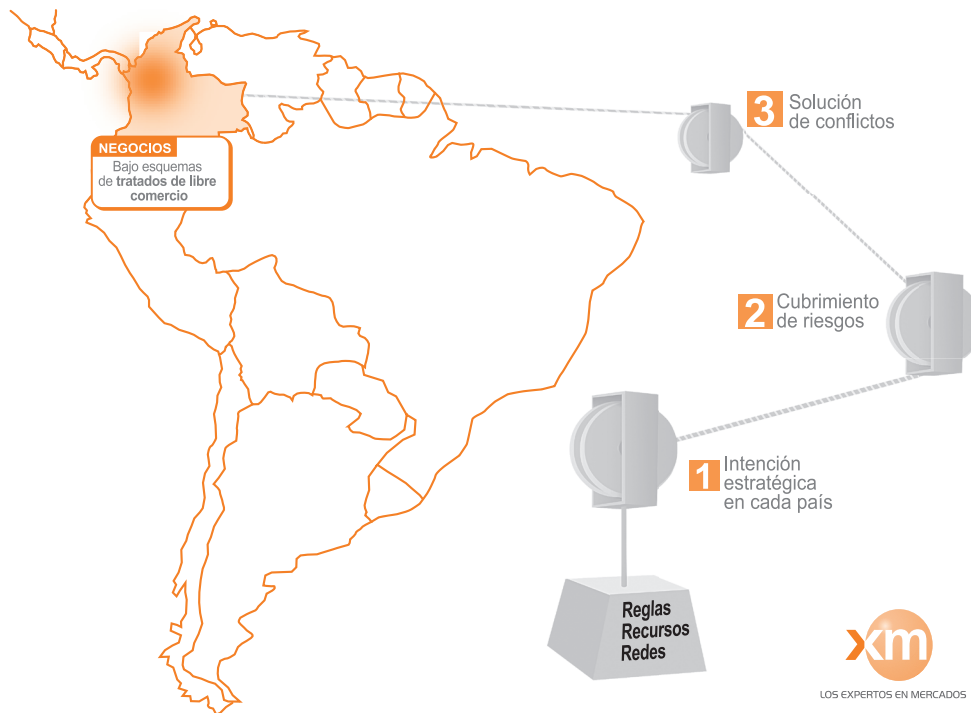 NEGOCIOS
Bajo esquemas
de tratados de libre
comercio
3 Solución
de conflictos
2 Cubrimiento
de riesgos
1 Intención
estratégica
en cada país
Reglas
Recursos
Redes
xm
LOS EXPERTOS EN MERCADOS